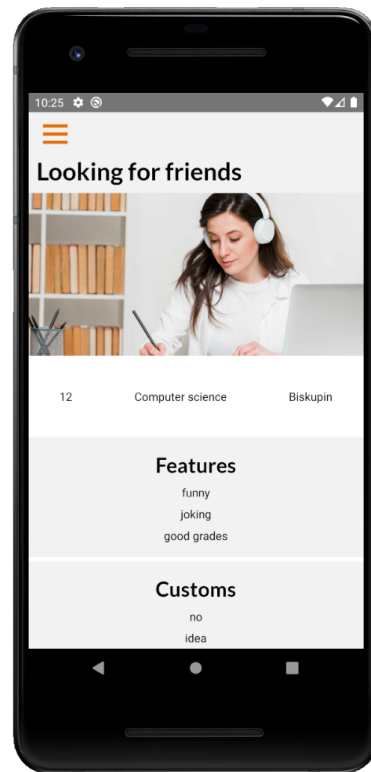 10:25
Looking for friends
12 Computer science Biskupin
Features
funny
joking
good grades
Customs
no
idea